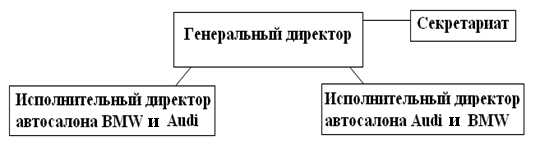 Генеральный директор
Секретариат
Исполнительный директор
автосалона BMW и Audi
Исполнительный директор
автосалона Audi и BMW